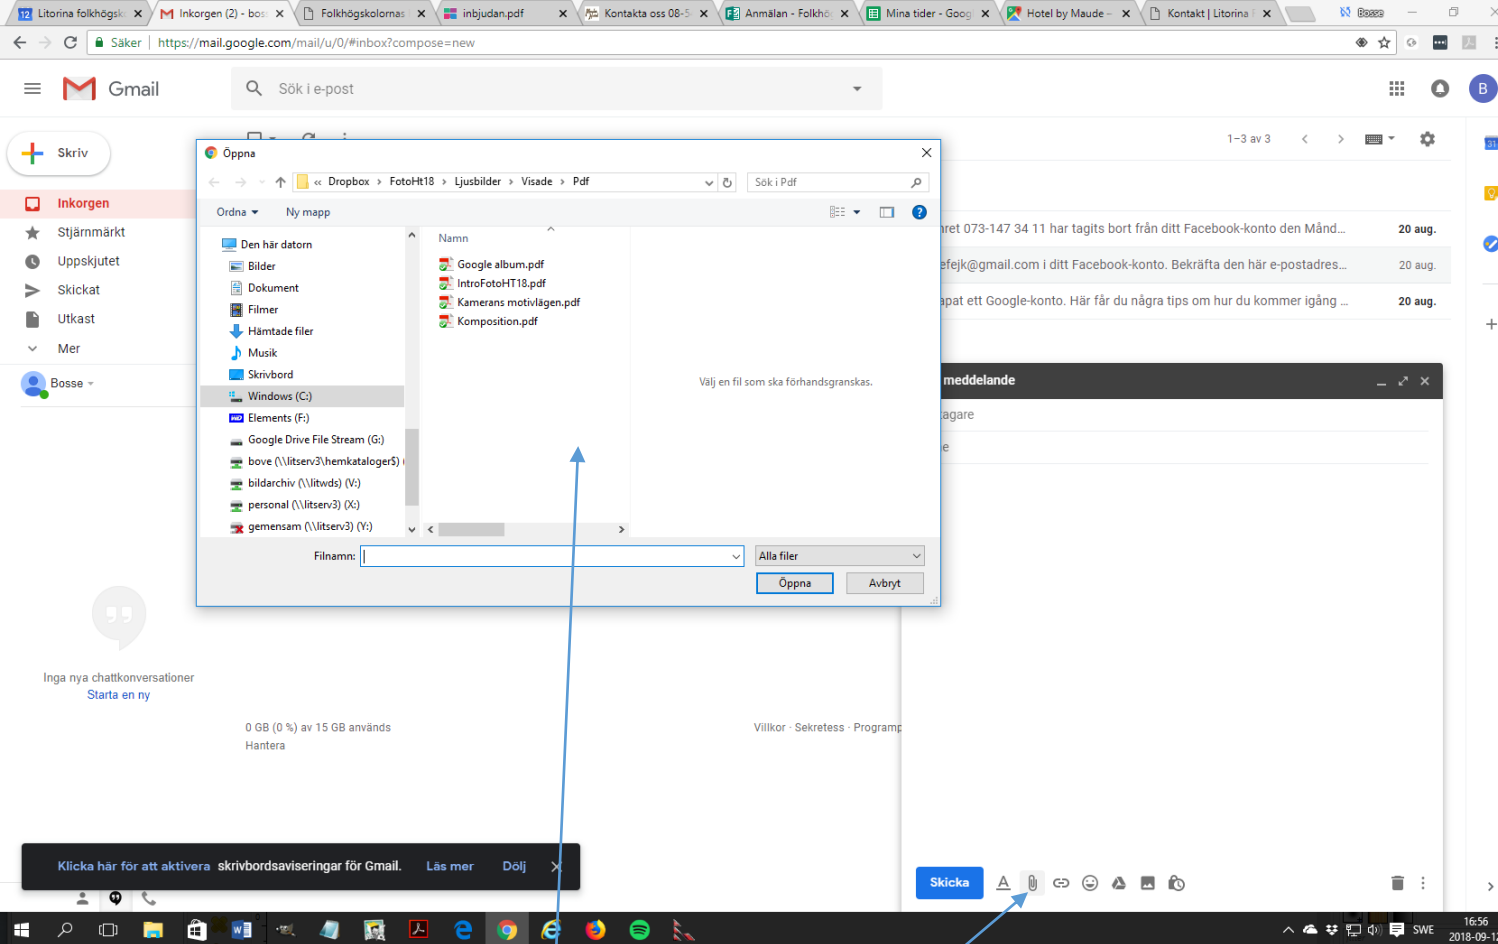 Litorina folkhögsk
Inkorgen (2) - bos
Folkhögskolornas
inbjudan.pdf
Kontakta oss 08-5
Anmälan - Folkhö
Mina tider - Goog
Hotel by Maude -
Kontakt | Litorina f
Bosse
Säker
https://mail.google.com/mail/u/0/#inbox?compose=new
Gmail
Sök i e-post
B
Skriv
1–3 av 3
Inkorgen
Stjärnmärkt
Uppskjutet
Skickat
Utkast
Mer
Bosse
Öppna
« Dropbox › FotoHt18 › Ljusbilder › Visade › Pdf
Sök i Pdf
Ordna
Ny mapp
Den här datorn
Bilder
Dokument
Filmer
Hämtade filer
Musik
Skrivbord
Windows (C:)
Elements (F:)
Google Drive File Stream (G:)
bove (\\litserv3\hemkataloger$) (
bildarchiv (\\litwds) (V:)
personal (\\litserv3) (X:)
gemensam (\\litserv3) (Y:)
Namn
Google album.pdf
IntroFotoHT18.pdf
Kamerans motivlägen.pdf
Komposition.pdf
Välj en fil som ska förhandsgranskas.
Filnamn:
Alla filer
Öppna
Avbryt
ret 073-147 34 11 har tagits bort från ditt Facebook-konto den Månd...
20 aug.
efejk@gmail.com i ditt Facebook-konto. Bekräfta den här e-postadres...
20 aug.
apat ett Google-konto. Här får du några tips om hur du kommer igång ...
20 aug.
meddelande
tagare
e
Inga nya chattkonversationer
Starta en ny
0 GB (0 %) av 15 GB används
Hantera
Villkor · Sekretess · Programp
Klicka här för att aktivera skrivbordsaviseringar för Gmail.
Läs mer
Dölj
Skicka
SWE
16:56
2018-09-12